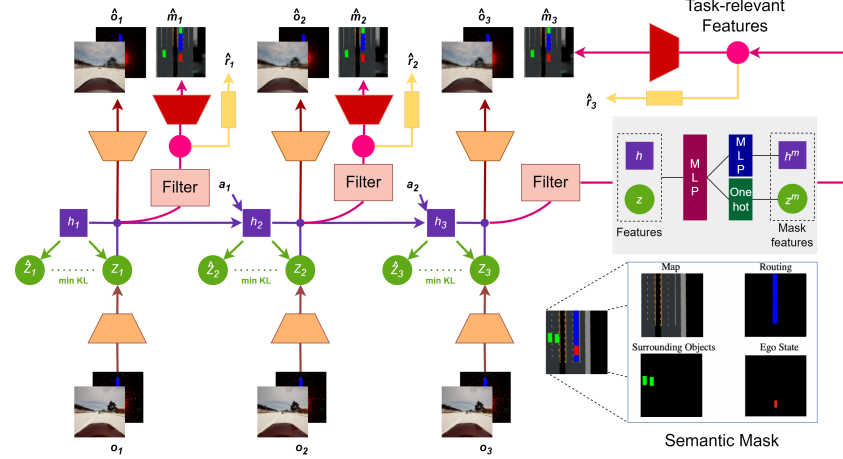 ô₁
m̂₁
ô₂
m̂₂
ô₃
m̂₃
Task-relevant
Features
r̂₁
r̂₂
r̂₃
Filter
Filter
Filter
h
z
Features
MLP
MLP
One
hot
hᵐ
zᵐ
Mask
features
a₁
a₂
h₁
h₂
h₃
ẑ₁
min KL
z₁
ẑ₂
min KL
z₂
ẑ₃
min KL
z₃
Map
Routing
Surrounding Objects
Ego State
Semantic Mask
o₁
o₂
o₃